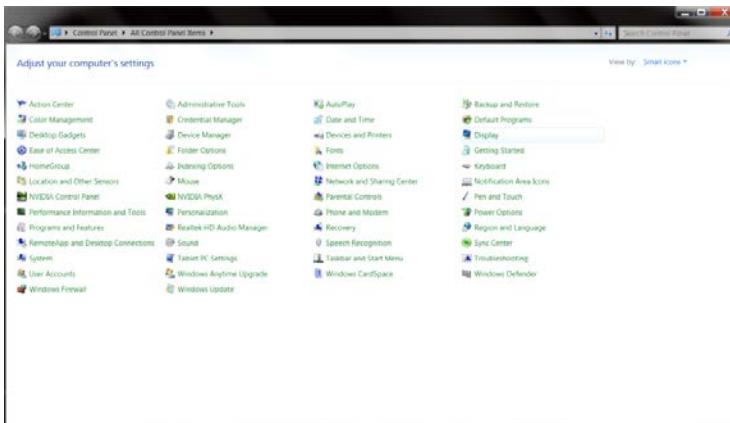 Control Panel All Control Panel Items Search Control Panel
Adjust your computer's settings View by: Small icons
Action Center Administrative Tools AutoPlay Backup and Restore
Color Management Credential Manager Date and Time Default Programs
Desktop Gadgets Device Manager Devices and Printers Display
Ease of Access Center Folder Options Fonts Getting Started
HomeGroup Indexing Options Internet Options Keyboard
Location and Other Sensors Mouse Network and Sharing Center Notification Area Icons
NVIDIA Control Panel NVIDIA PhysX Parental Controls Pen and Touch
Performance Information and Tools Personalization Phone and Modem Power Options
Programs and Features Realtek HD Audio Manager Recovery Region and Language
RemoteApp and Desktop Connections Sound Speech Recognition Sync Center
System Tablet PC Settings Taskbar and Start Menu Troubleshooting
User Accounts Windows Anytime Upgrade Windows CardSpace Windows Defender
Windows Firewall Windows Update